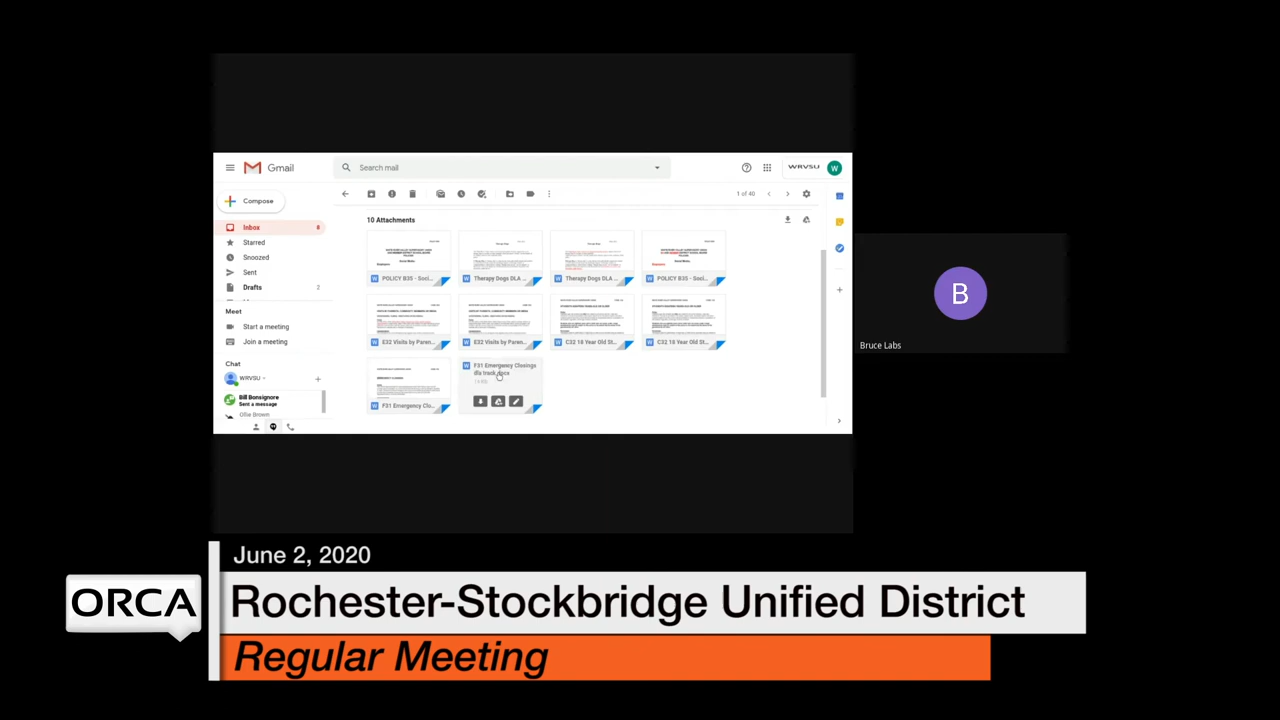 Gmail
Search mail
WRVSU
W
Compose
1 of 40
Inbox
8
Starred
Snoozed
Sent
Drafts
2
Meet
Start a meeting
Join a meeting
Chat
WRVSU
Bill Bonsignore
Sent a message
Ollie Brown
10 Attachments
POLICY B35 - Soci...
Therapy Dogs DLA ...
Therapy Dogs DLA ...
POLICY B35 - Soci...
E32 Visits by Paren...
E32 Visits by Paren...
C32 18 Year Old St...
C32 18 Year Old St...
F31 Emergency Clo...
F31 Emergency Closings
B
Bruce Labs
June 2, 2020
ORCA
Rochester-Stockbridge Unified District
Regular Meeting